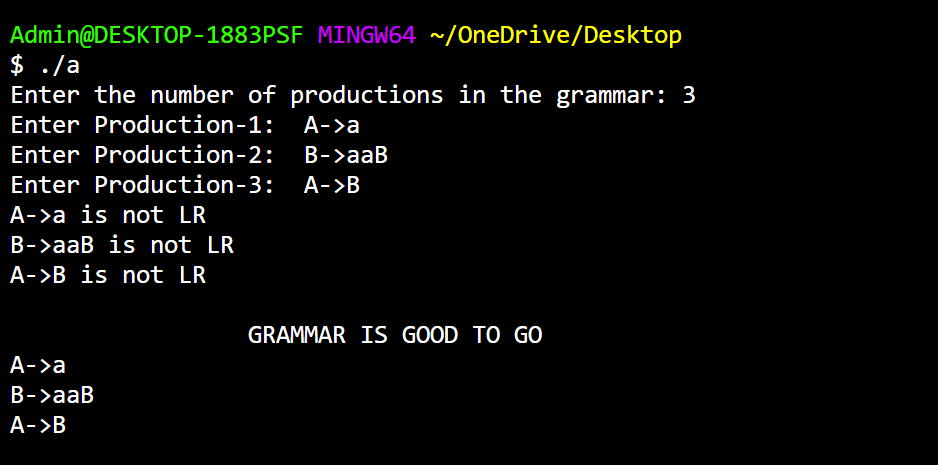 Admin@DESKTOP-1883PSF MINGW64 ~/OneDrive/Desktop
$ ./a
Enter the number of productions in the grammar: 3
Enter Production-1:  A->a
Enter Production-2:  B->aaB
Enter Production-3:  A->B
A->a is not LR
B->aaB is not LR
A->B is not LR
GRAMMAR IS GOOD TO GO
A->a
B->aaB
A->B